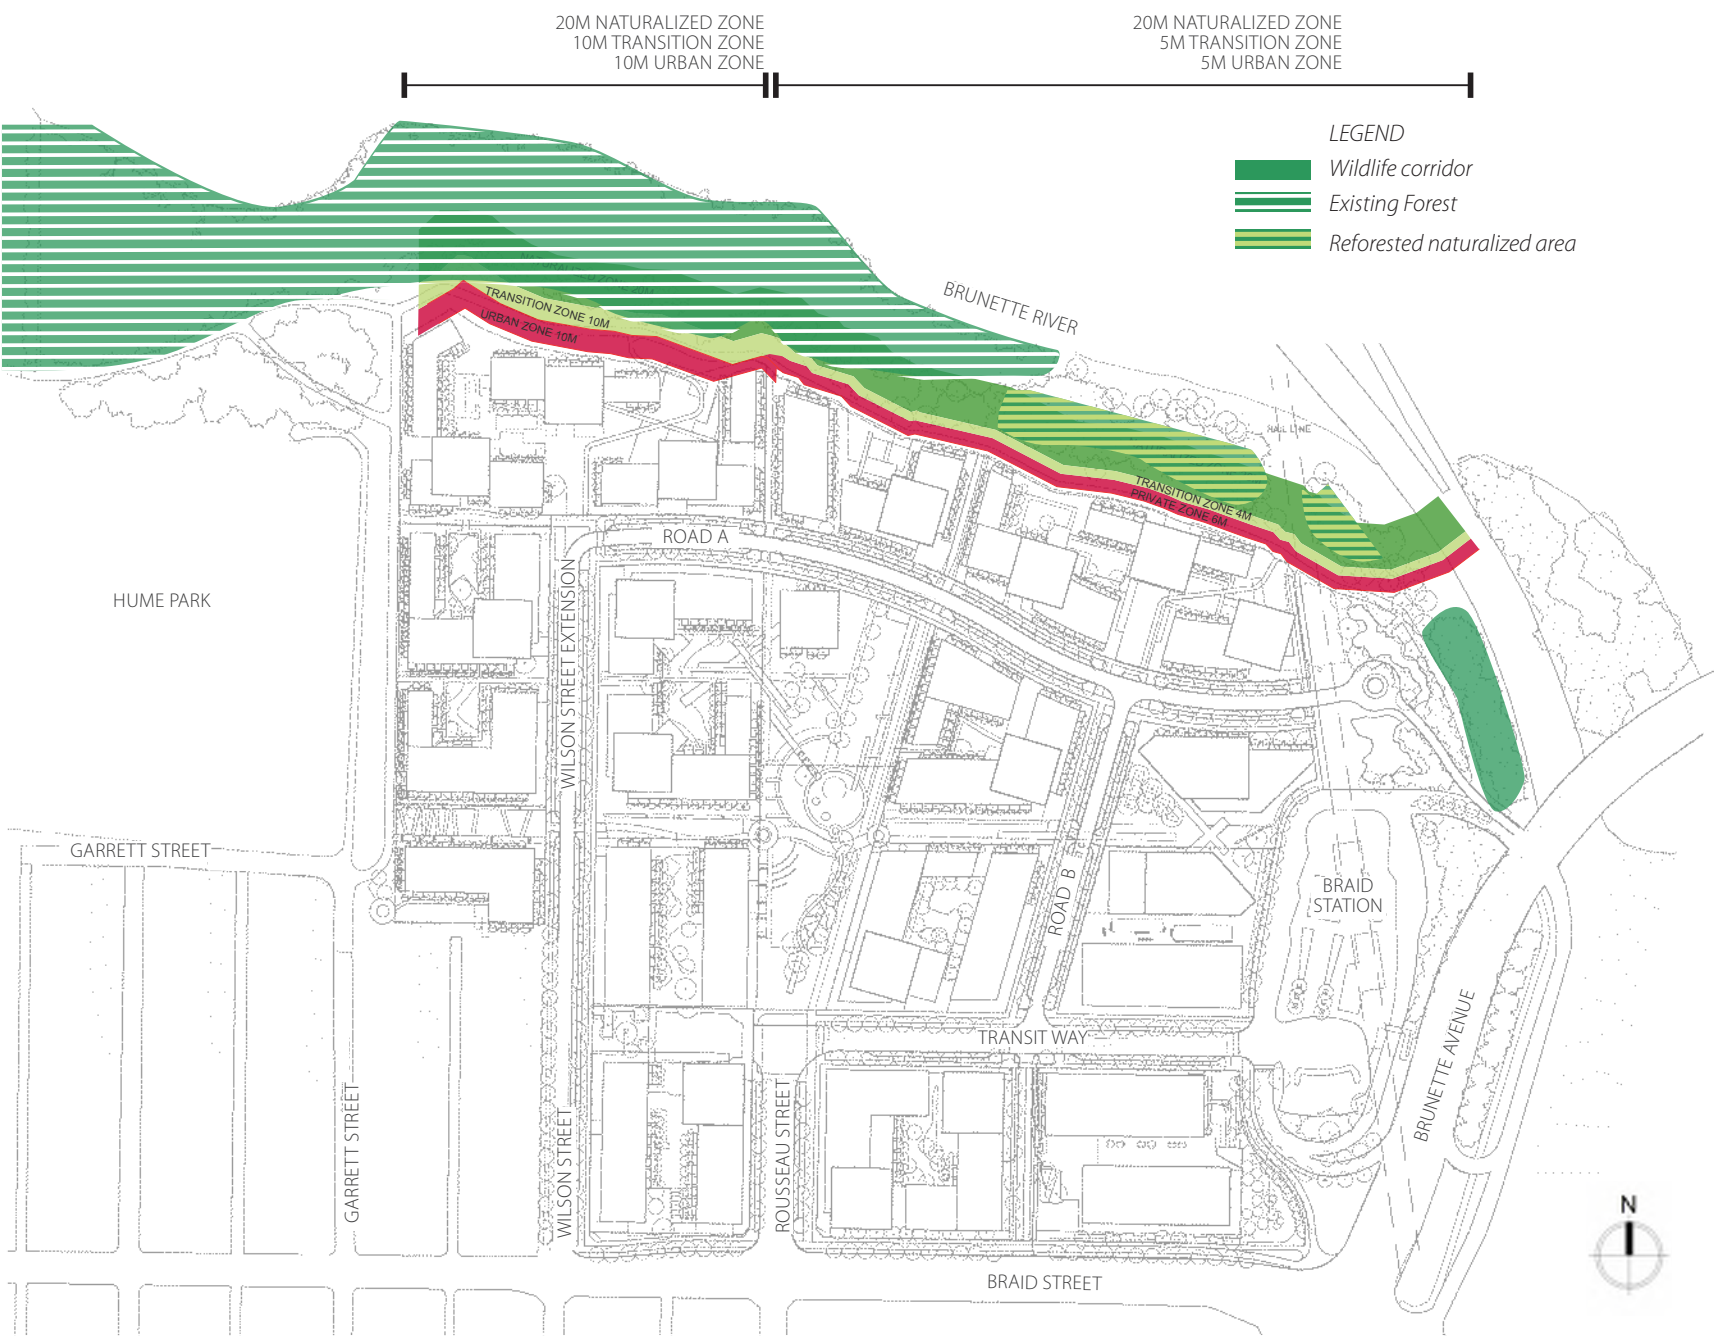 20M NATURALIZED ZONE
10M TRANSITION ZONE
10M URBAN ZONE
20M NATURALIZED ZONE
5M TRANSITION ZONE
5M URBAN ZONE
LEGEND
Wildlife corridor
Existing Forest
Reforested naturalized area
BRUNETTE RIVER
TRANSITION ZONE 10M
URBAN ZONE 10M
RAIL LINE
TRANSITION ZONE 4M
PRIVATE ZONE 6M
ROAD A
HUME PARK
WILSON STREET EXTENSION
GARRETT STREET
BRAID
STATION
ROAD B
TRANSIT WAY
BRUNETTE AVENUE
GARRETT STREET
WILSON STREET
ROUSSEAU STREET
BRAID STREET
N